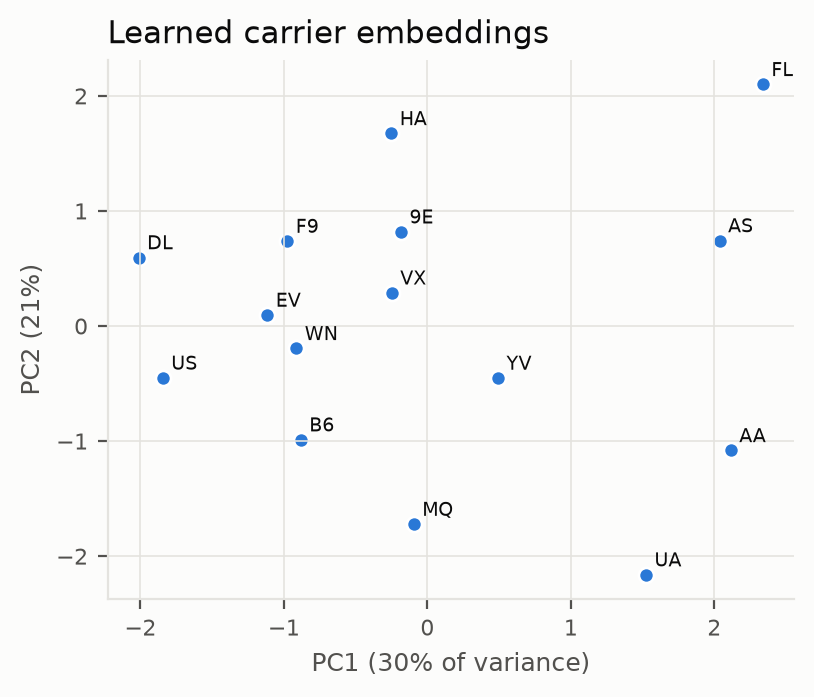 Learned carrier embeddings
FL
HA
9E
F9
AS
DL
VX
EV
WN
US
YV
B6
AA
MQ
UA
2
1
0
−1
−2
PC2 (21%)
−2
−1
0
1
2
PC1 (30% of variance)